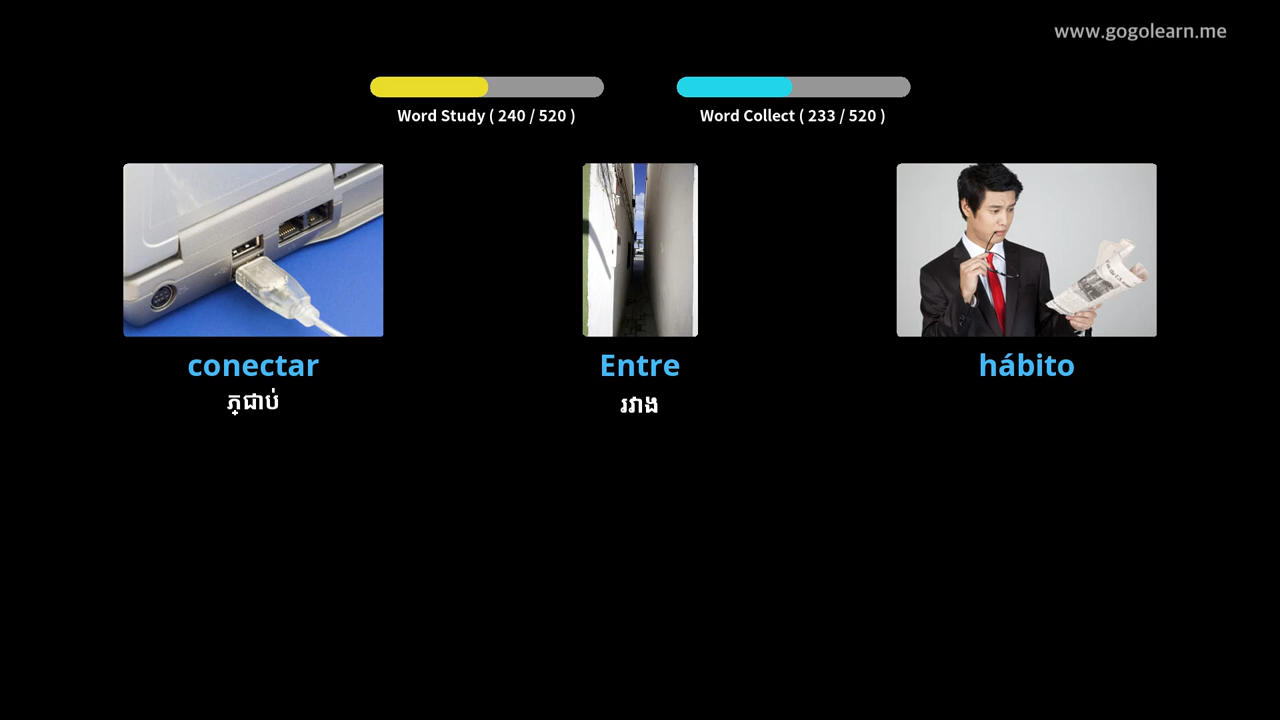 www.gogolearn.me
Word Study ( 240 / 520 )
Word Collect ( 233 / 520 )
conectar
ភ្ជាប់
Entre
រវាង
hábito